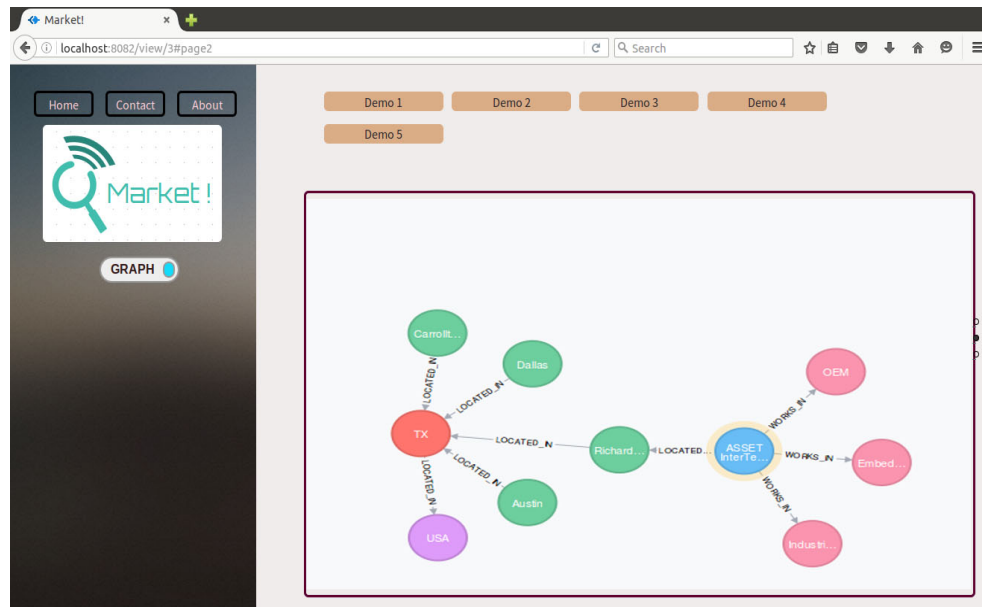 Market!
localhost:8082/view/3#page2
Search
Home
Contact
About
Market!
GRAPH
Demo 1
Demo 2
Demo 3
Demo 4
Demo 5
Carrollt...
Dallas
OEM
LOCATED_IN
LOCATED_IN
WORKS_IN
TX
LOCATED_IN
Richard...
LOCATED...
ASSET
InterTe...
WORKS_IN
Embed...
LOCATED_IN
LOCATED_IN
WORKS_IN
Austin
USA
Industri...